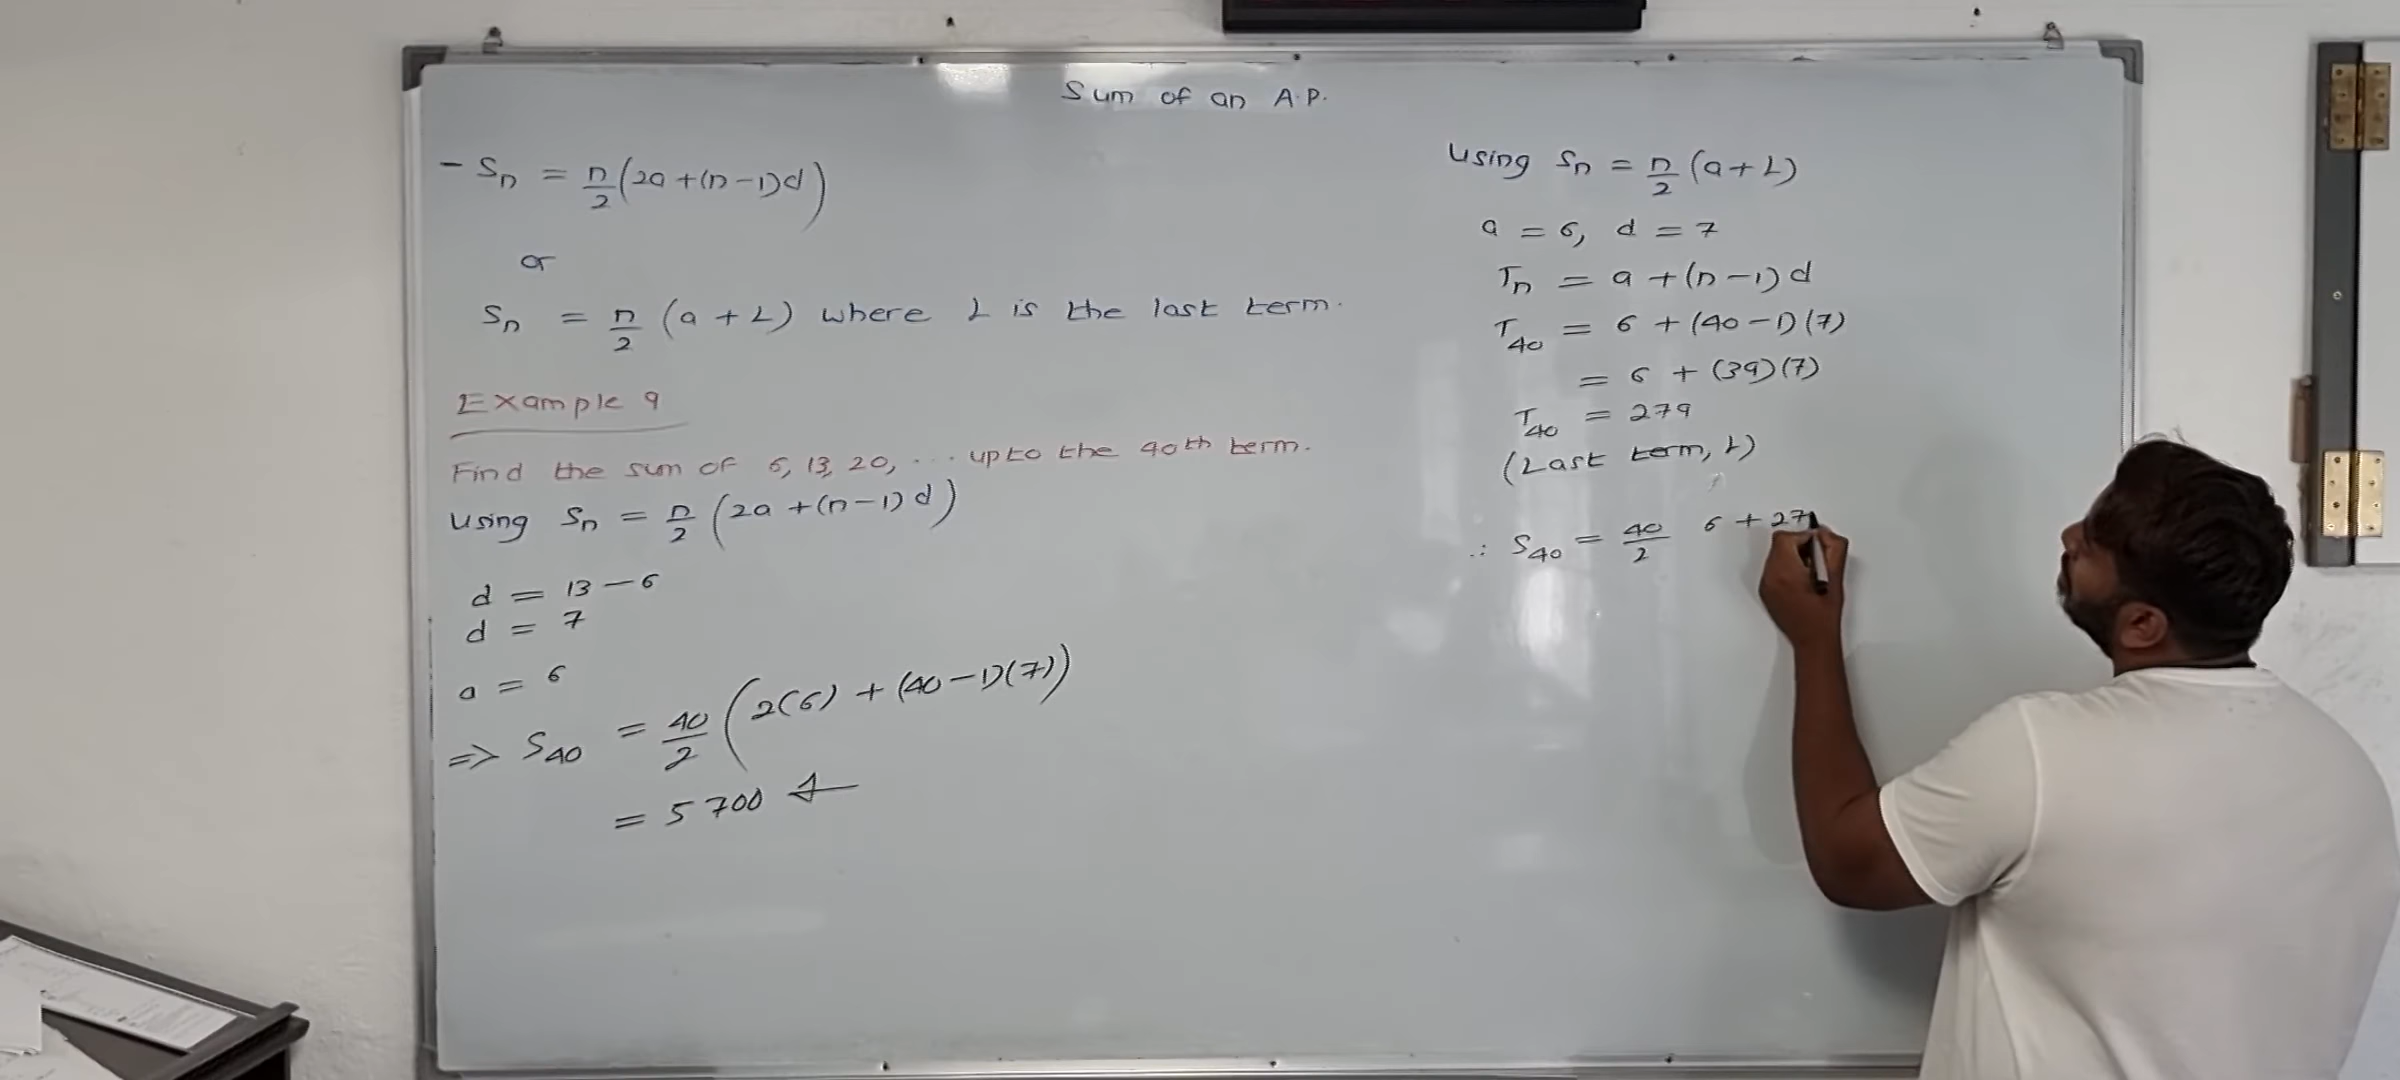 Sum of an A.P.
- Sn = n/2 (2a + (n - 1)d)
or
Sn = n/2 (a + L) where L is the last term.
Example 9
Find the sum of 6, 13, 20, ... upto the 40th term.
Using Sn = n/2 (2a + (n - 1) d)
d = 13 - 6
d = 7
a = 6
=> S40 = 40/2 (2(6) + (40 - 1)(7))
= 5700
Using Sn = n/2 (a + L)
a = 6, d = 7
Tn = a + (n - 1) d
T40 = 6 + (40 - 1)(7)
= 6 + (39)(7)
T40 = 279
(Last term, L)
∴ S40 = 40/2 6 + 27